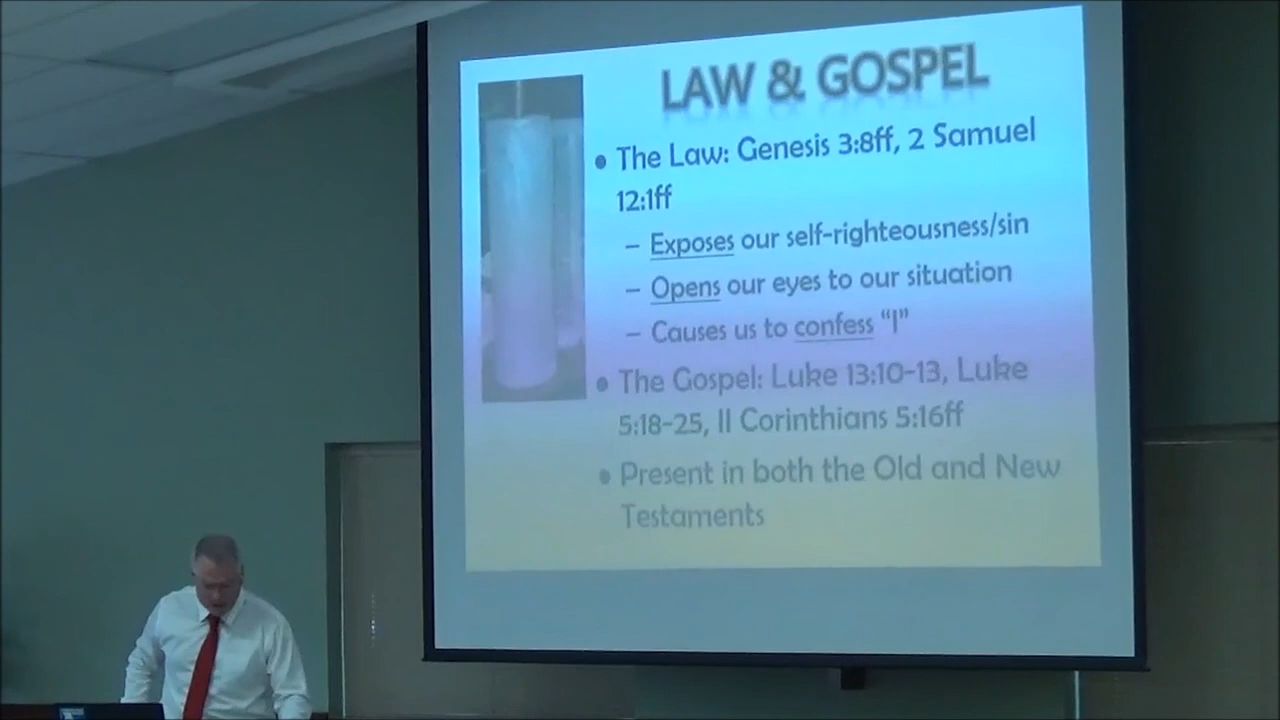 LAW & GOSPEL
• The Law: Genesis 3:8ff, 2 Samuel
12:1ff
– Exposes our self-righteousness/sin
– Opens our eyes to our situation
– Causes us to confess “I”
• The Gospel: Luke 13:10-13, Luke
5:18-25, II Corinthians 5:16ff
• Present in both the Old and New
Testaments